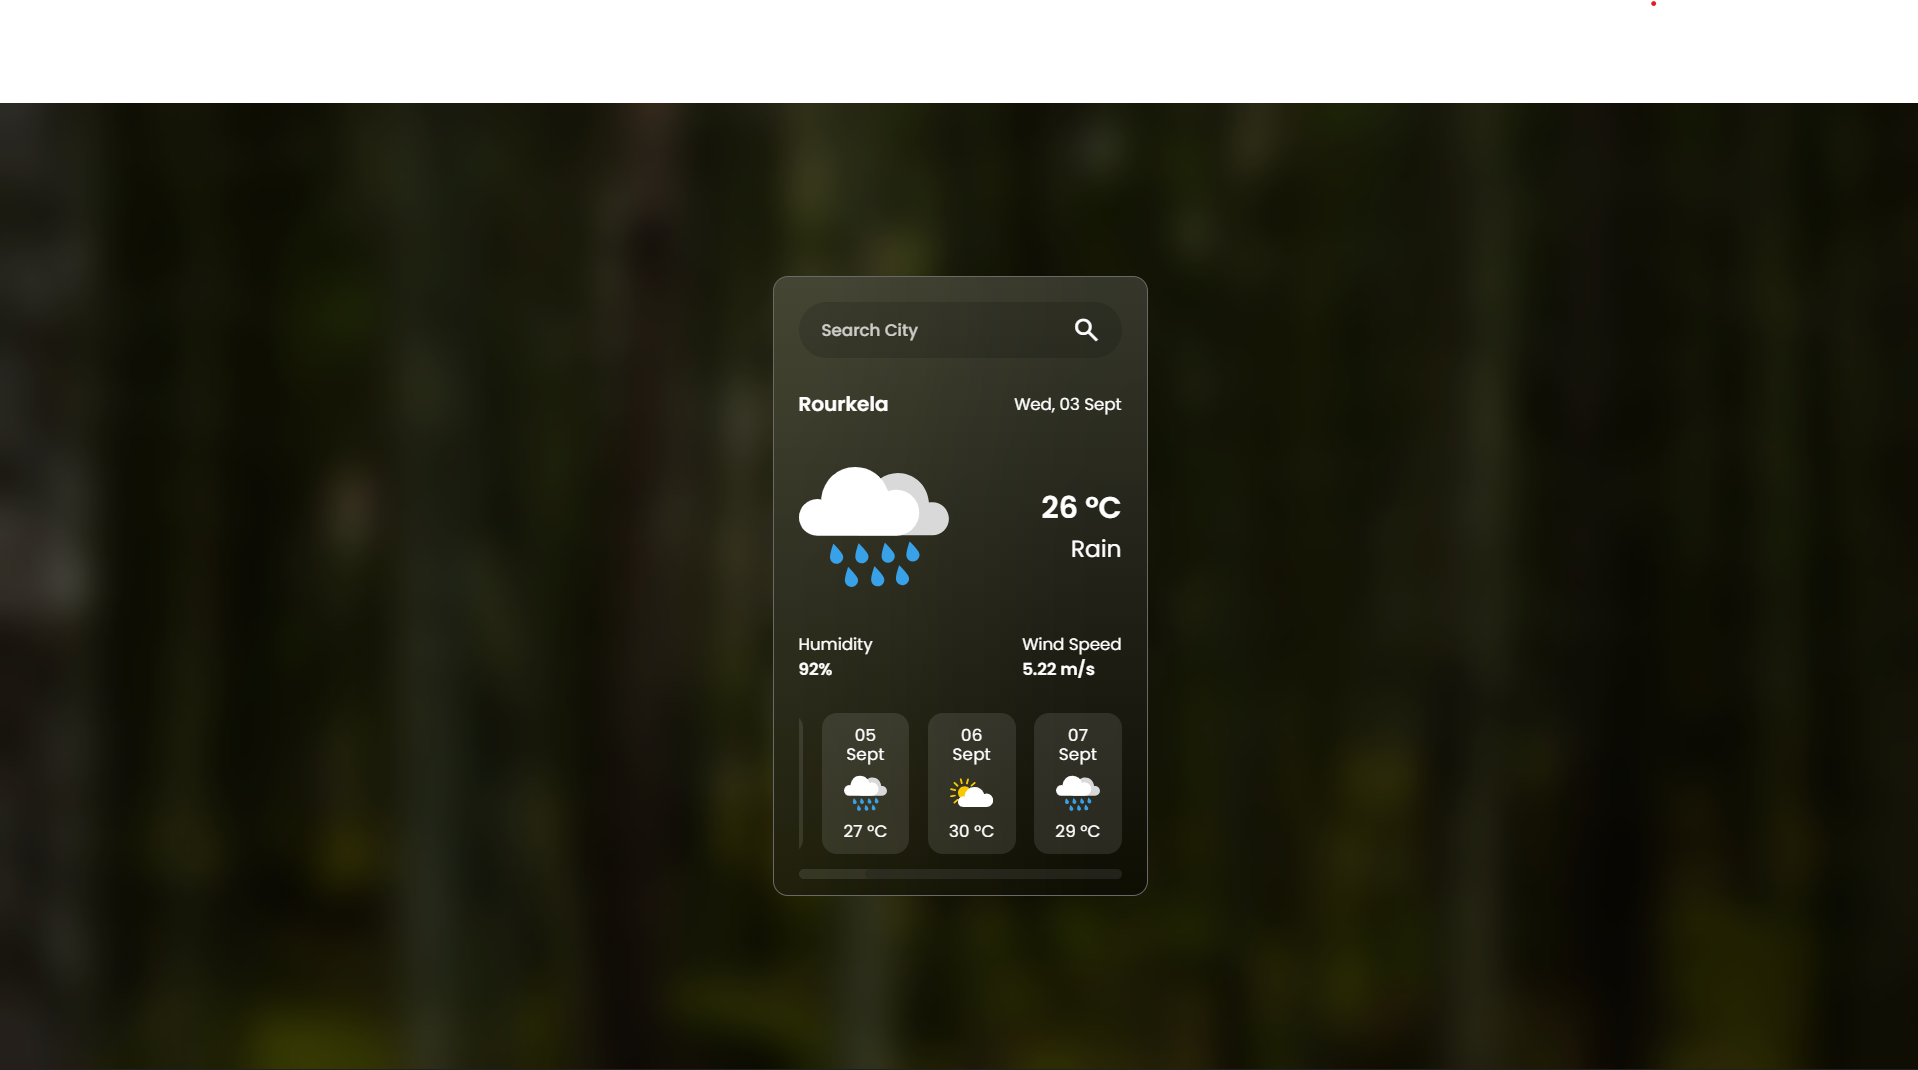 Search City
Rourkela
Wed, 03 Sept
26 °C
Rain
Humidity
92%
Wind Speed
5.22 m/s
05
Sept
27 °C
06
Sept
30 °C
07
Sept
29 °C